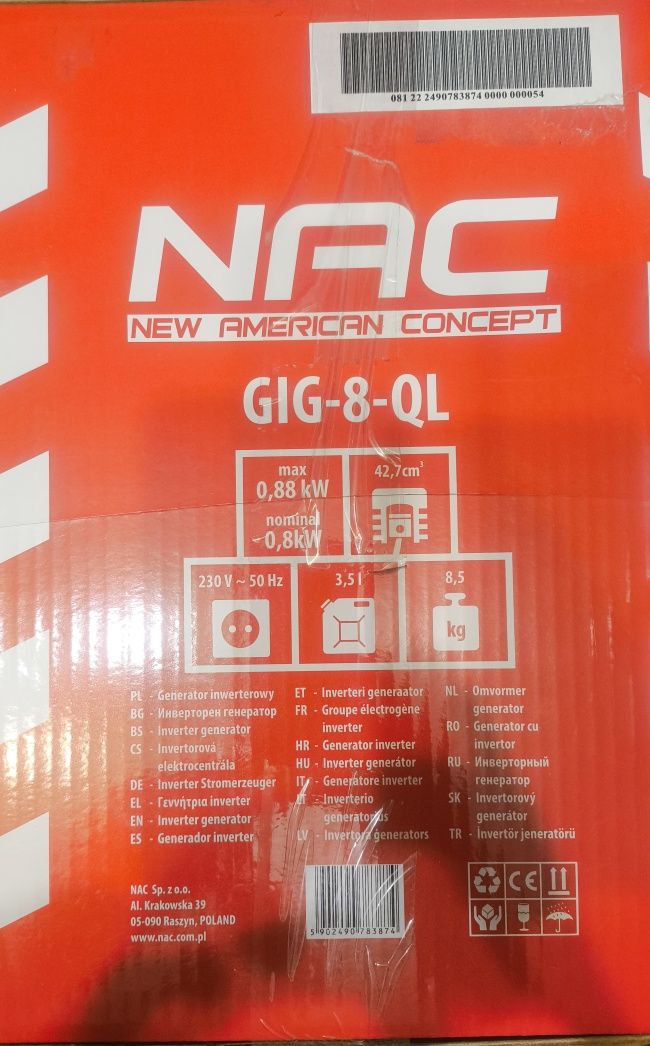 081 22 2490783874 0000 000054
NAC
NEW AMERICAN CONCEPT
GIG-8-QL
max
0,88 kW
nominal
0,8kW
42,7cm³
230 V ~ 50 Hz
3,5 l
8,5
kg
PL - Generator inwerterowy
BG - Инверторен генератор
BS - Inverter generator
CS - Invertorová
elektrocentrála
DE - Inverter Stromerzeuger
EL - Γεννήτρια inverter
EN - Inverter generator
ES - Generador inverter
ET - Inverteri generaator
FR - Groupe électrogène
inverter
HR - Generator inverter
HU - Inverter generátor
IT - Generatore inverter
LT - Inverterio
generatorius
LV - Invertora generators
NL - Omvormer
generator
RO - Generator cu
invertor
RU - Инверторный
генератор
SK - Invertorový
generátor
TR - İnvertör jeneratörü
NAC Sp. z o.o.
Al. Krakowska 39
05-090 Raszyn, POLAND
www.nac.com.pl
5 902490 783874
CE